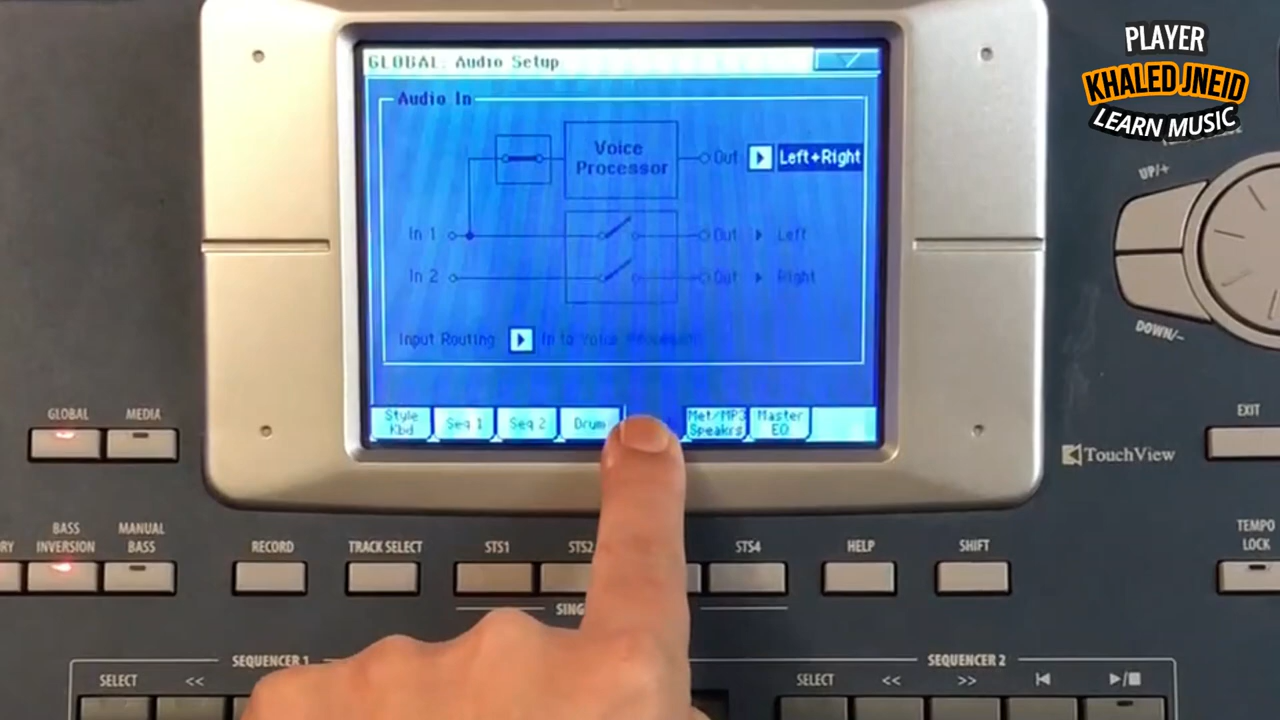 PLAYER
KHALED JNEID
LEARN MUSIC
GLOBAL: Audio Setup
Audio In
Voice
Processor
Out
Left+Right
In 1
Out
Left
In 2
Out
Right
Input Routing:
In to Voice Processor
Style
Kbd
Seq 1
Seq 2
Drum
Met/MP3
Speakrs
Master
EQ
UP/+
DOWN/-
GLOBAL
MEDIA
EXIT
TouchView
BASS
INVERSION
MANUAL
BASS
RECORD
TRACK SELECT
STS1
STS2
STS4
HELP
SHIFT
TEMPO
LOCK
SEQUENCER 1
SELECT
<<
SEQUENCER 2
SELECT
<<
>>